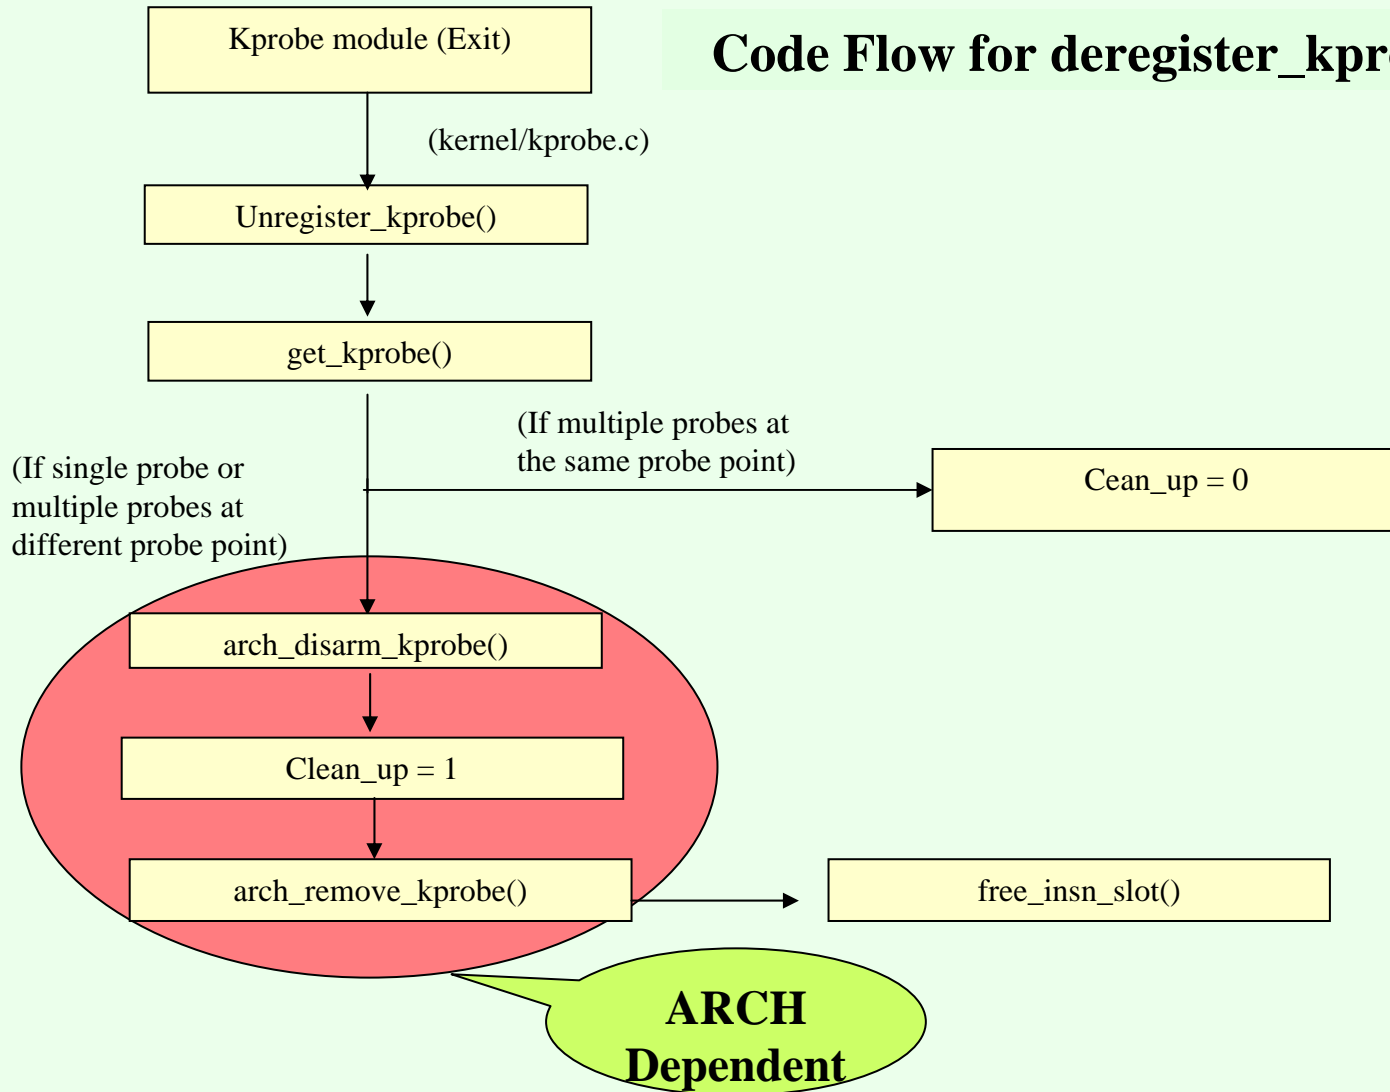 Kprobe module (Exit)
Code Flow for deregister_kpr
(kernel/kprobe.c)
Unregister_kprobe()
get_kprobe()
(If multiple probes at
the same probe point)
(If single probe or
multiple probes at
different probe point)
Cean_up = 0
arch_disarm_kprobe()
Clean_up = 1
arch_remove_kprobe()
free_insn_slot()
ARCH
Dependent